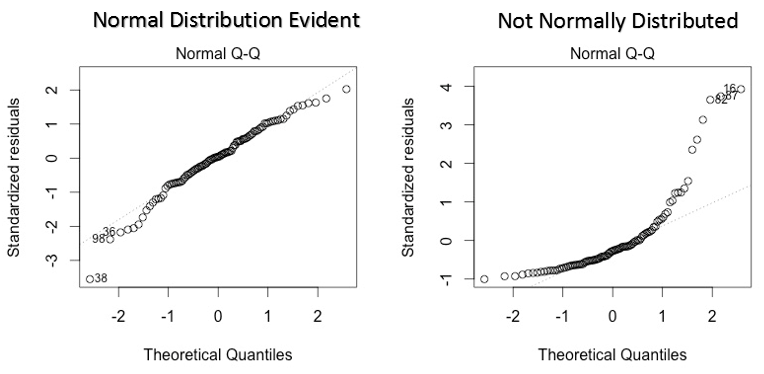 Normal Distribution Evident
Normal Q-Q
Standardized residuals
2
1
0
-1
-2
-3
36
98
38
-2 -1 0 1 2
Theoretical Quantiles
Not Normally Distributed
Normal Q-Q
Standardized residuals
4
3
2
1
0
-1
16
87
82
-2 -1 0 1 2
Theoretical Quantiles